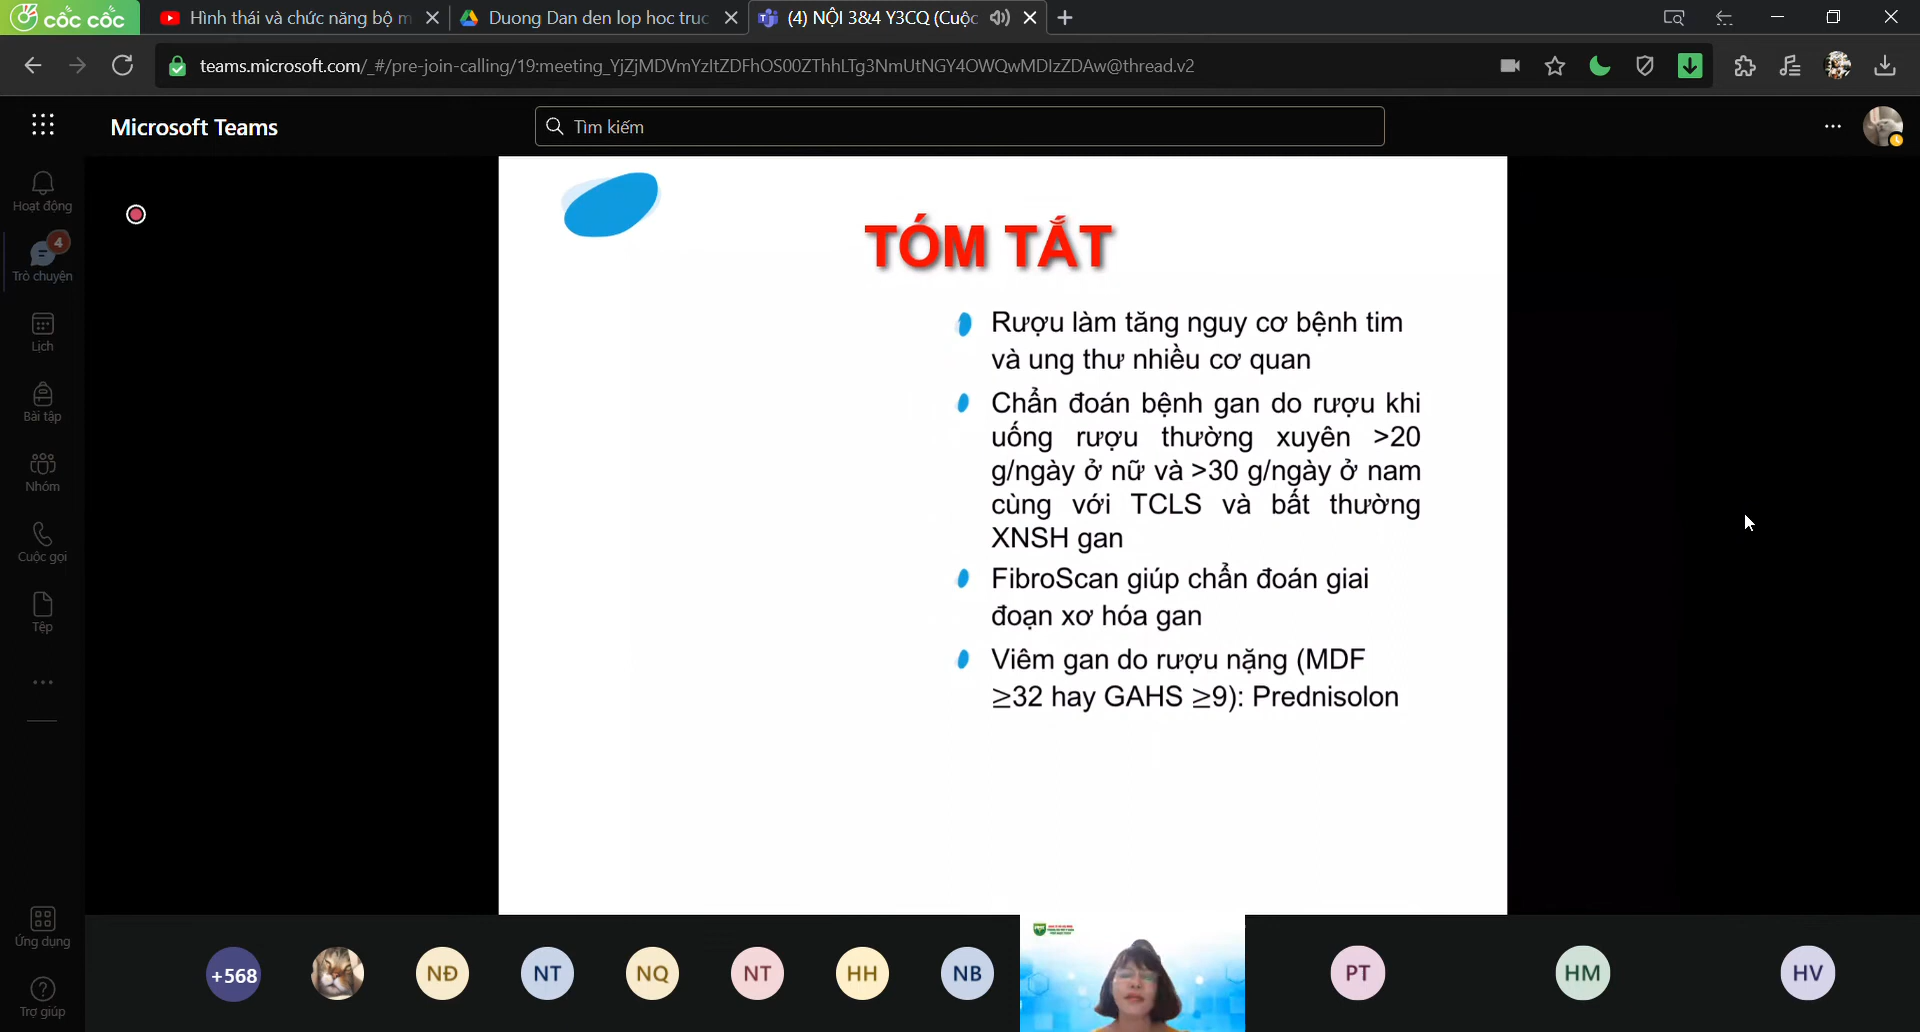 cốc cốc
Hình thái và chức năng bộ m
Duong Dan den lop hoc truc
(4) NỘI 3&4 Y3CQ (Cuộc
teams.microsoft.com/_#/pre-join-calling/19:meeting_YjZjMDVmYzItZDFhOS00ZThhLTg3NmUtNGY4OWQwMDIzZDAw@thread.v2
Microsoft Teams
Tìm kiếm
Hoạt động
4
Trò chuyện
Lịch
Bài tập
Nhóm
Cuộc gọi
Tệp
Ứng dụng
Trợ giúp
TÓM TẮT
Rượu làm tăng nguy cơ bệnh tim
và ung thư nhiều cơ quan
Chẩn đoán bệnh gan do rượu khi
uống rượu thường xuyên >20
g/ngày ở nữ và >30 g/ngày ở nam
cùng với TCLS và bất thường
XNSH gan
FibroScan giúp chẩn đoán giai
đoạn xơ hóa gan
Viêm gan do rượu nặng (MDF
≥32 hay GAHS ≥9): Prednisolon
+568
NĐ
NT
NQ
NT
HH
NB
PT
HM
HV